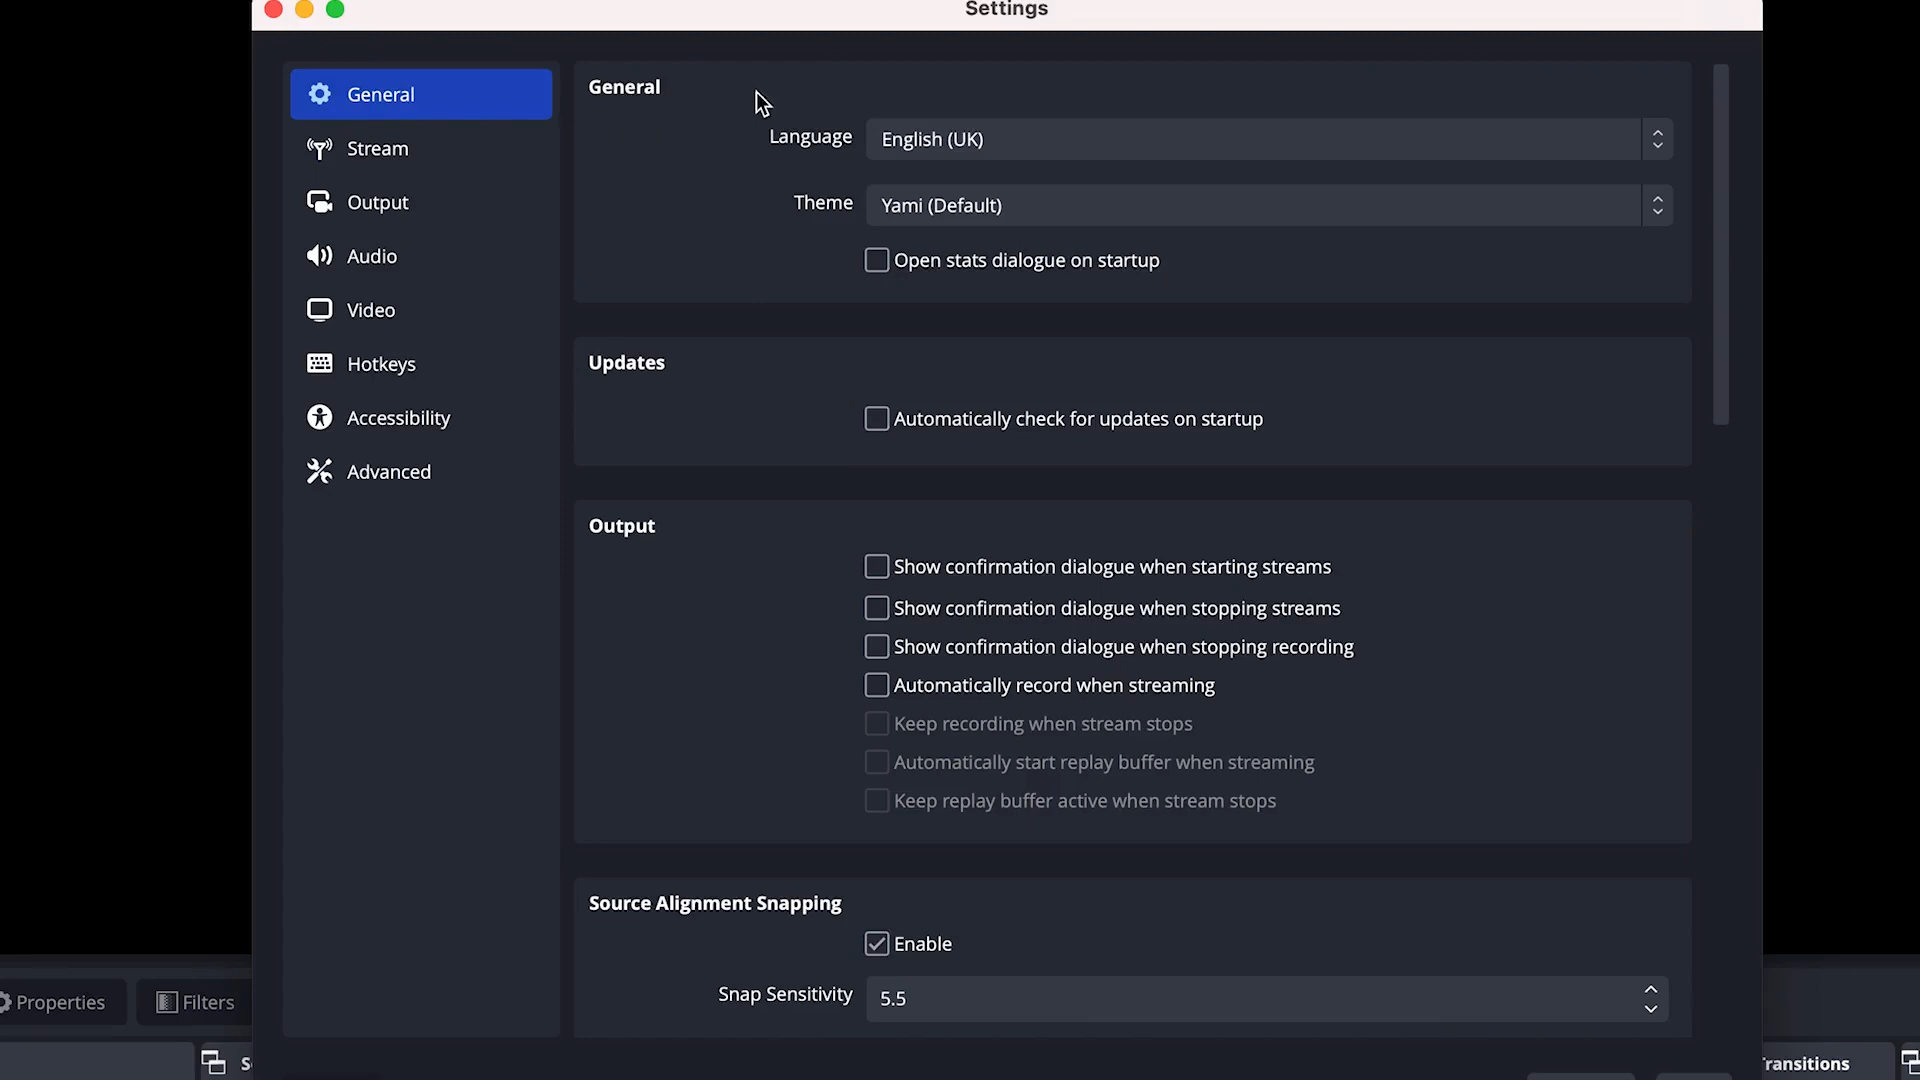 Settings
General
Stream
Output
Audio
Video
Hotkeys
Accessibility
Advanced
General
Language English (UK)
Theme Yami (Default)
Open stats dialogue on startup
Updates
Automatically check for updates on startup
Output
Show confirmation dialogue when starting streams
Show confirmation dialogue when stopping streams
Show confirmation dialogue when stopping recording
Automatically record when streaming
Keep recording when stream stops
Automatically start replay buffer when streaming
Keep replay buffer active when stream stops
Source Alignment Snapping
Enable
Snap Sensitivity 5.5
Properties Filters
ransitions